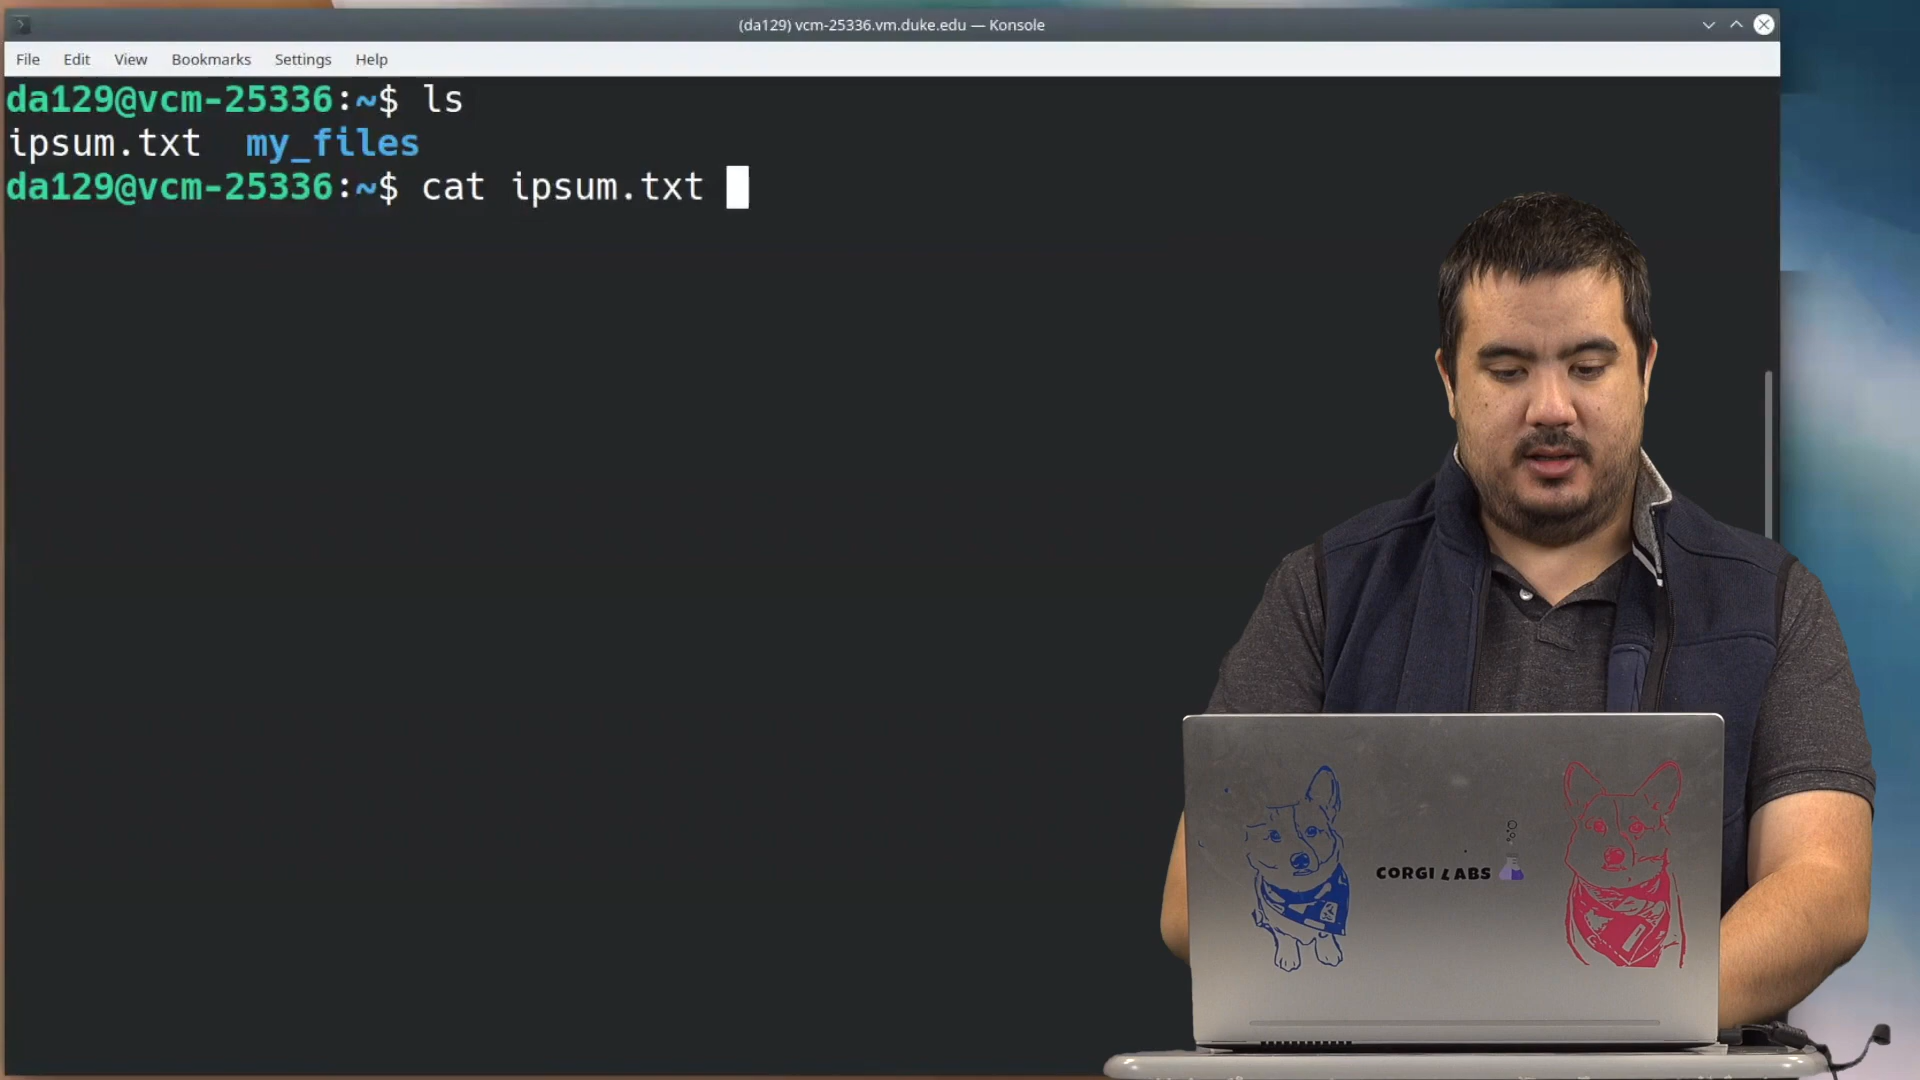 (da129) vcm-25336.vm.duke.edu — Konsole
File Edit View Bookmarks Settings Help
da129@vcm-25336:~$ ls
ipsum.txt my_files
da129@vcm-25336:~$ cat ipsum.txt
CORGI LABS